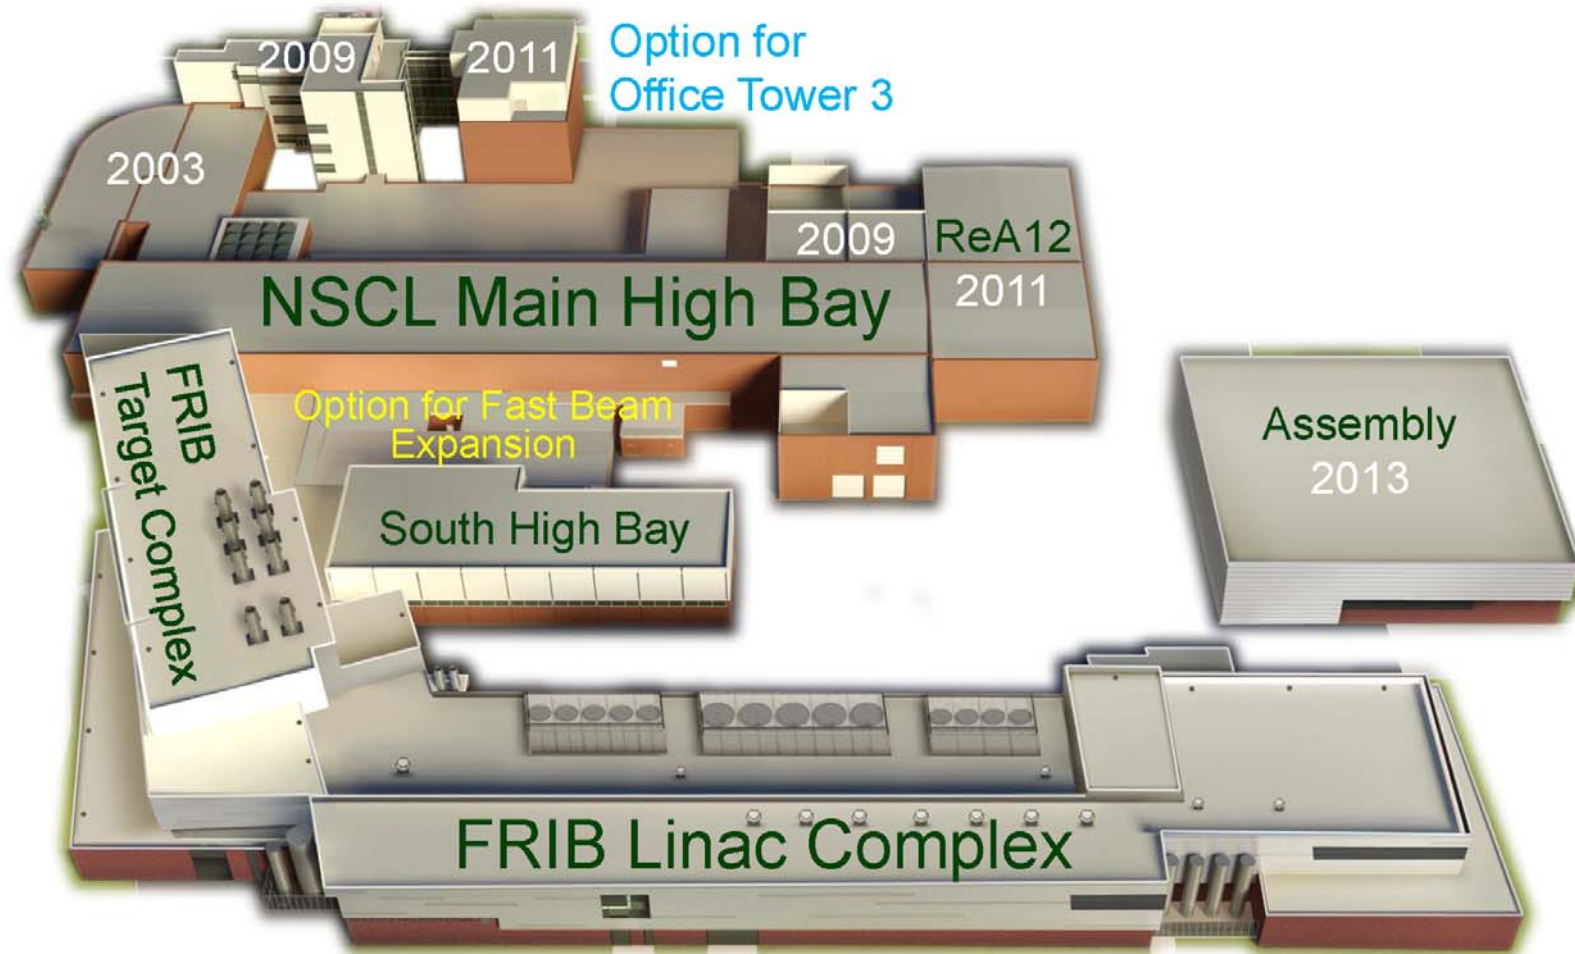 2009
2011
Option for
Office Tower 3
2003
2009
ReA12
NSCL Main High Bay
2011
FRIB
Target Complex
Option for Fast Beam
Expansion
Assembly
2013
South High Bay
FRIB Linac Complex